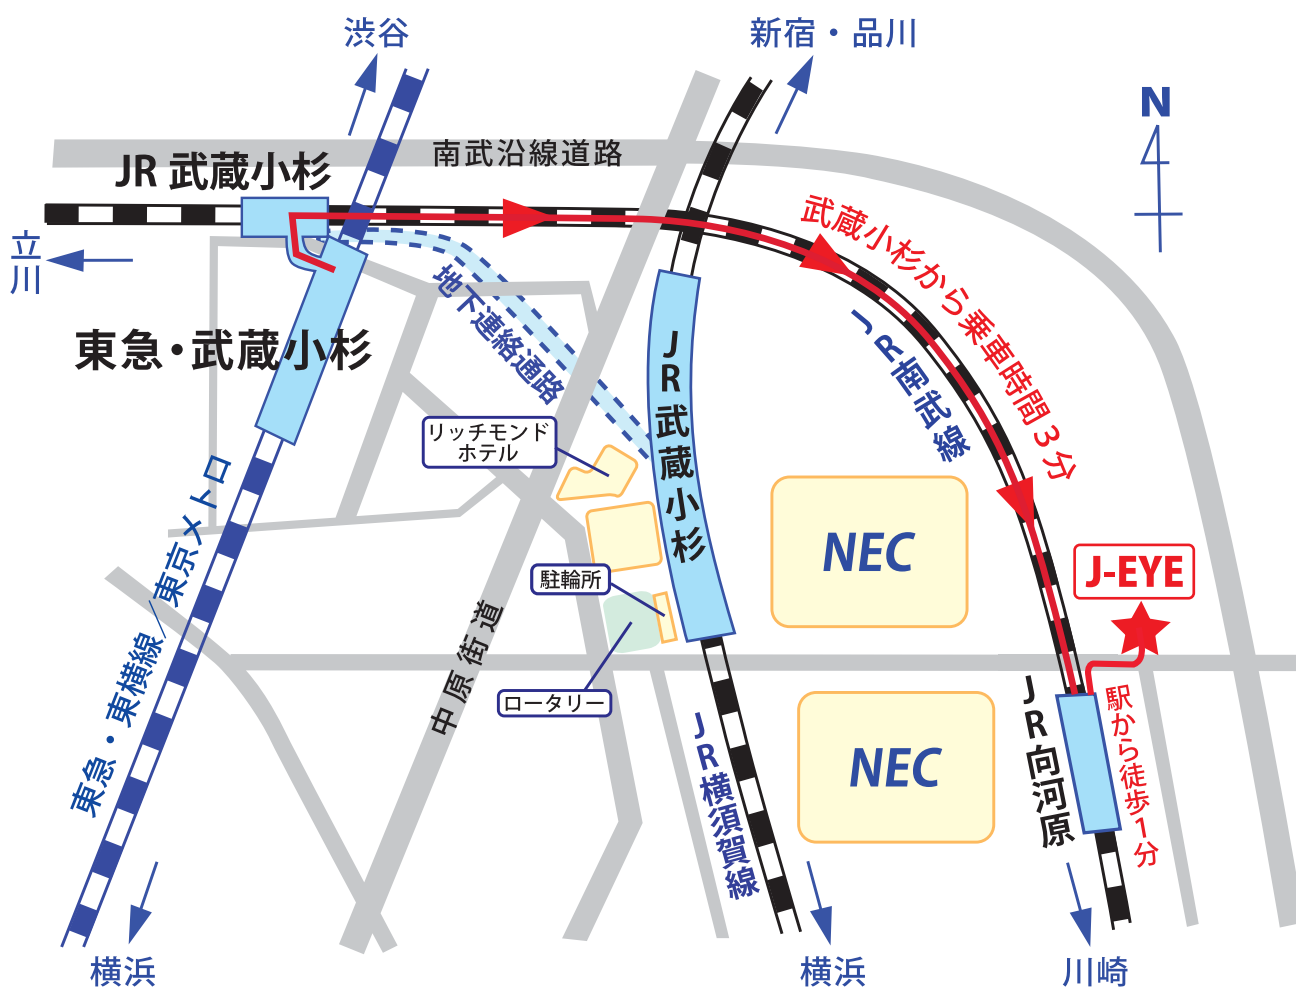 渋谷
新宿・品川
N
南武沿線道路
JR 武蔵小杉
武蔵小杉から乗車時間3分
立川
地下連絡通路
JR南武線
東急・武蔵小杉
JR武蔵小杉
リッチモンド
ホテル
NEC
駐輪所
J-EYE
東急・東横線／東京メトロ
中原街道
ロータリー
JR向河原
駅から徒歩1分
JR横須賀線
NEC
横浜
横浜
川崎